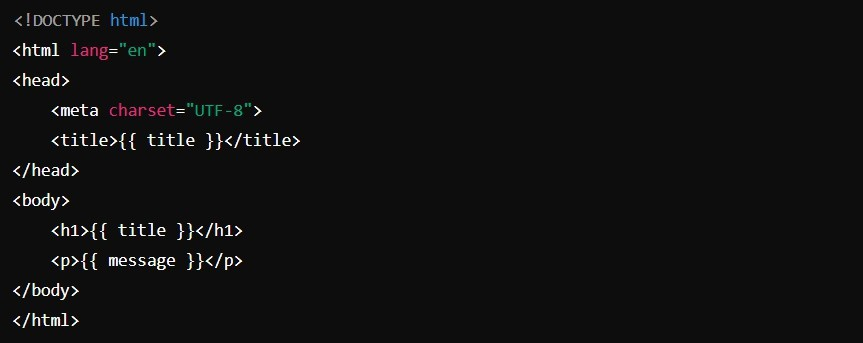 <!DOCTYPE html>
<html lang="en">
<head>
    <meta charset="UTF-8">
    <title>{{ title }}</title>
</head>
<body>
    <h1>{{ title }}</h1>
    <p>{{ message }}</p>
</body>
</html>